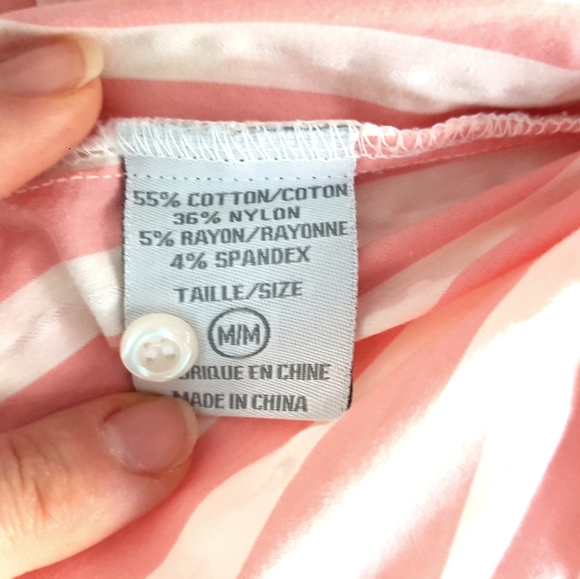 55% COTTON/COTON
36% NYLON
5% RAYON/RAYONNE
4% SPANDEX
TAILLE/SIZE
M/M
EN CHINE
MADE IN CHINA